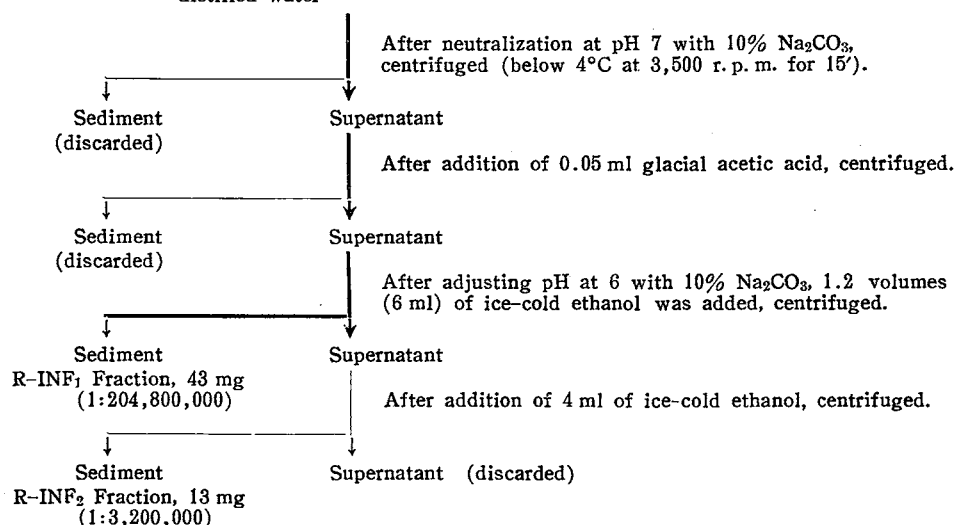 distilled water
After neutralization at pH 7 with 10% Na₂CO₃,
centrifuged (below 4°C at 3,500 r. p. m. for 15′).
Sediment
(discarded)
Supernatant
After addition of 0.05 ml glacial acetic acid, centrifuged.
Sediment
(discarded)
Supernatant
After adjusting pH at 6 with 10% Na₂CO₃, 1.2 volumes
(6 ml) of ice-cold ethanol was added, centrifuged.
Sediment
R-INF₁ Fraction, 43 mg
(1:204,800,000)
Supernatant
After addition of 4 ml of ice-cold ethanol, centrifuged.
Sediment
R-INF₂ Fraction, 13 mg
(1:3,200,000)
Supernatant (discarded)